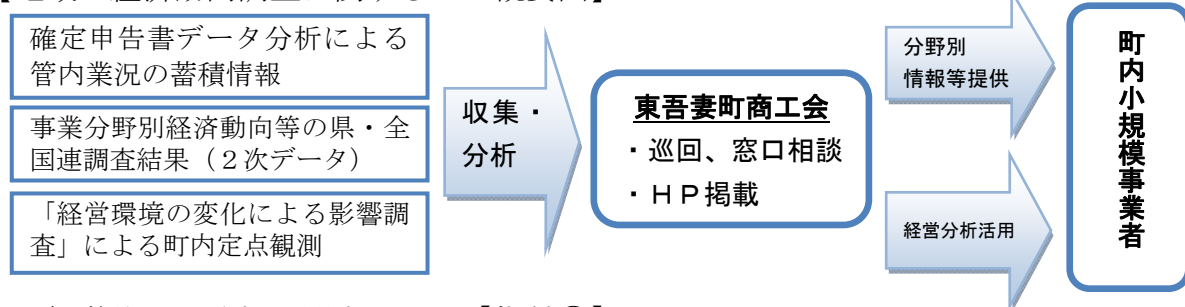 確定申告書データ分析による
管内業況の蓄積情報
事業分野別経済動向等の県・全
国連調査結果（２次データ）
「経営環境の変化による影響調
査」による町内定点観測
収集・
分析
東吾妻町商工会
・巡回、窓口相談
・ＨＰ掲載
分野別
情報等提供
経営分析活用
町内小規模事業者